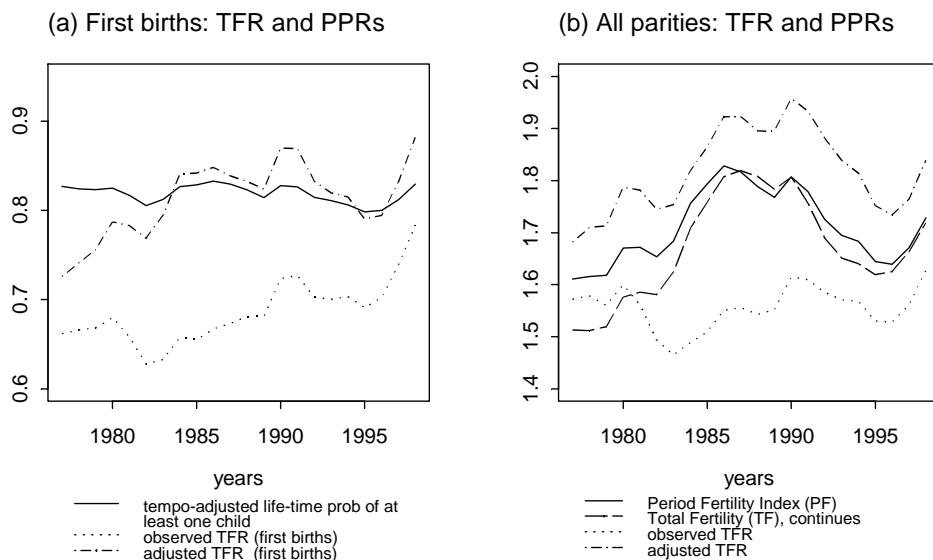 (a) First births: TFR and PPRs
0.9
0.8
0.7
0.6
1980 1985 1990 1995
years
tempo-adjusted life-time prob of at
least one child
observed TFR (first births)
adjusted TFR (first births)
(b) All parities: TFR and PPRs
2.0
1.9
1.8
1.7
1.6
1.5
1.4
1980 1985 1990 1995
years
Period Fertility Index (PF)
Total Fertility (TF), continues
observed TFR
adjusted TFR